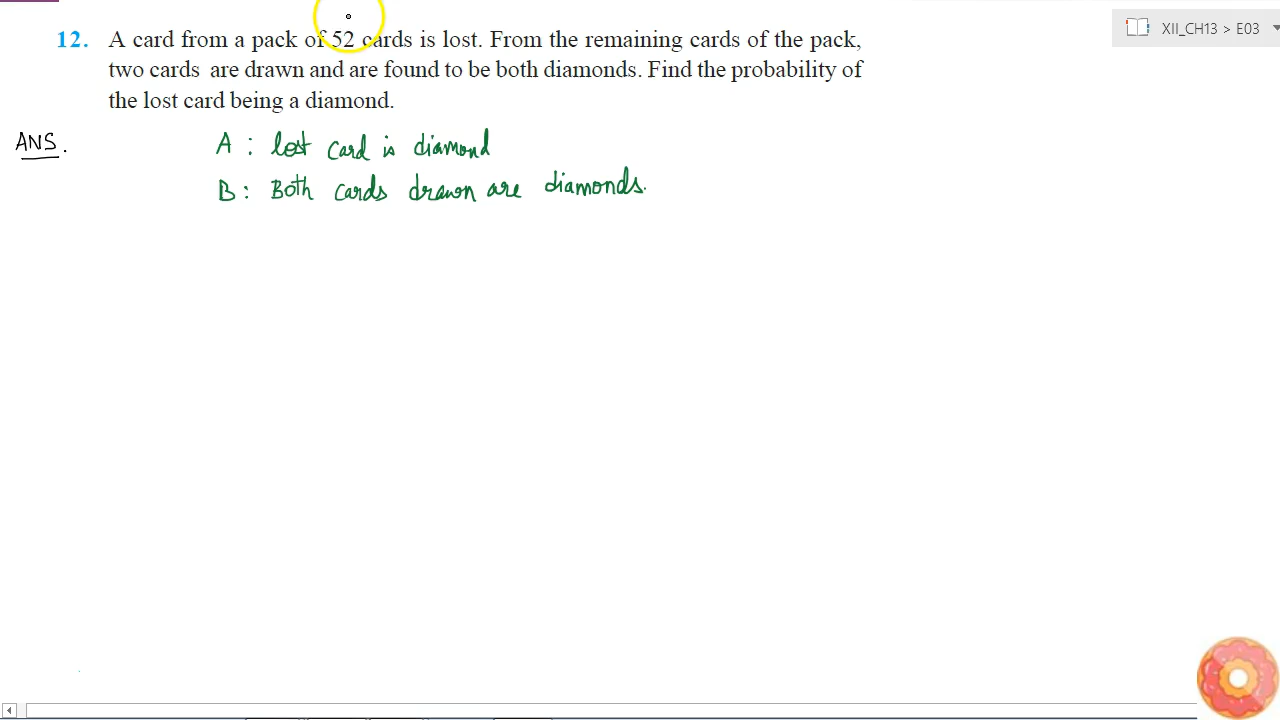 XII_CH13 > E03
12. A card from a pack of 52 cards is lost. From the remaining cards of the pack,
two cards are drawn and are found to be both diamonds. Find the probability of
the lost card being a diamond.
ANS.
A : lost card is diamond
B : Both cards drawn are diamonds.